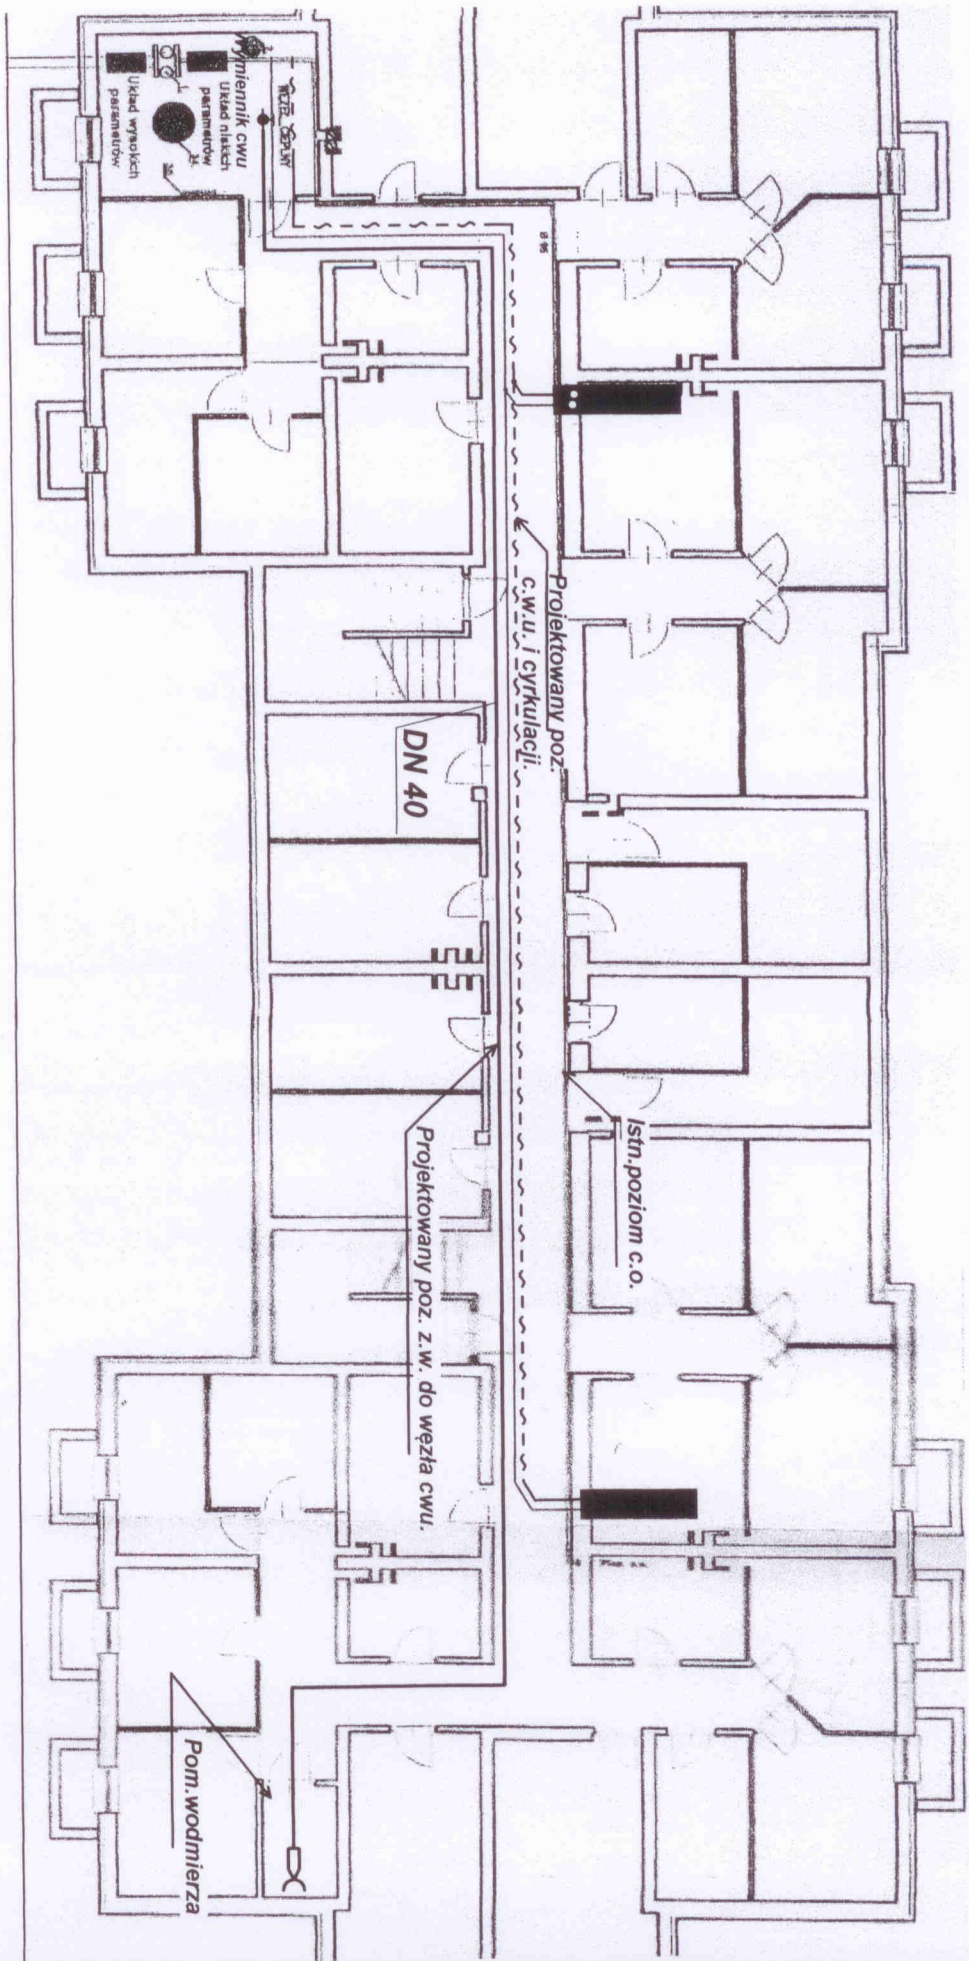 Wymiennik cwu
Układ niskich
parametrów
Układ wysokich
parametrów
WĘZEŁ CIEPLNY
Projektowany poz.
c.w.u. i cyrkulacji.
DN 40
Istn.poziom c.o.
Projektowany poz. z.w. do węzła cwu.
Pom.wodmierza